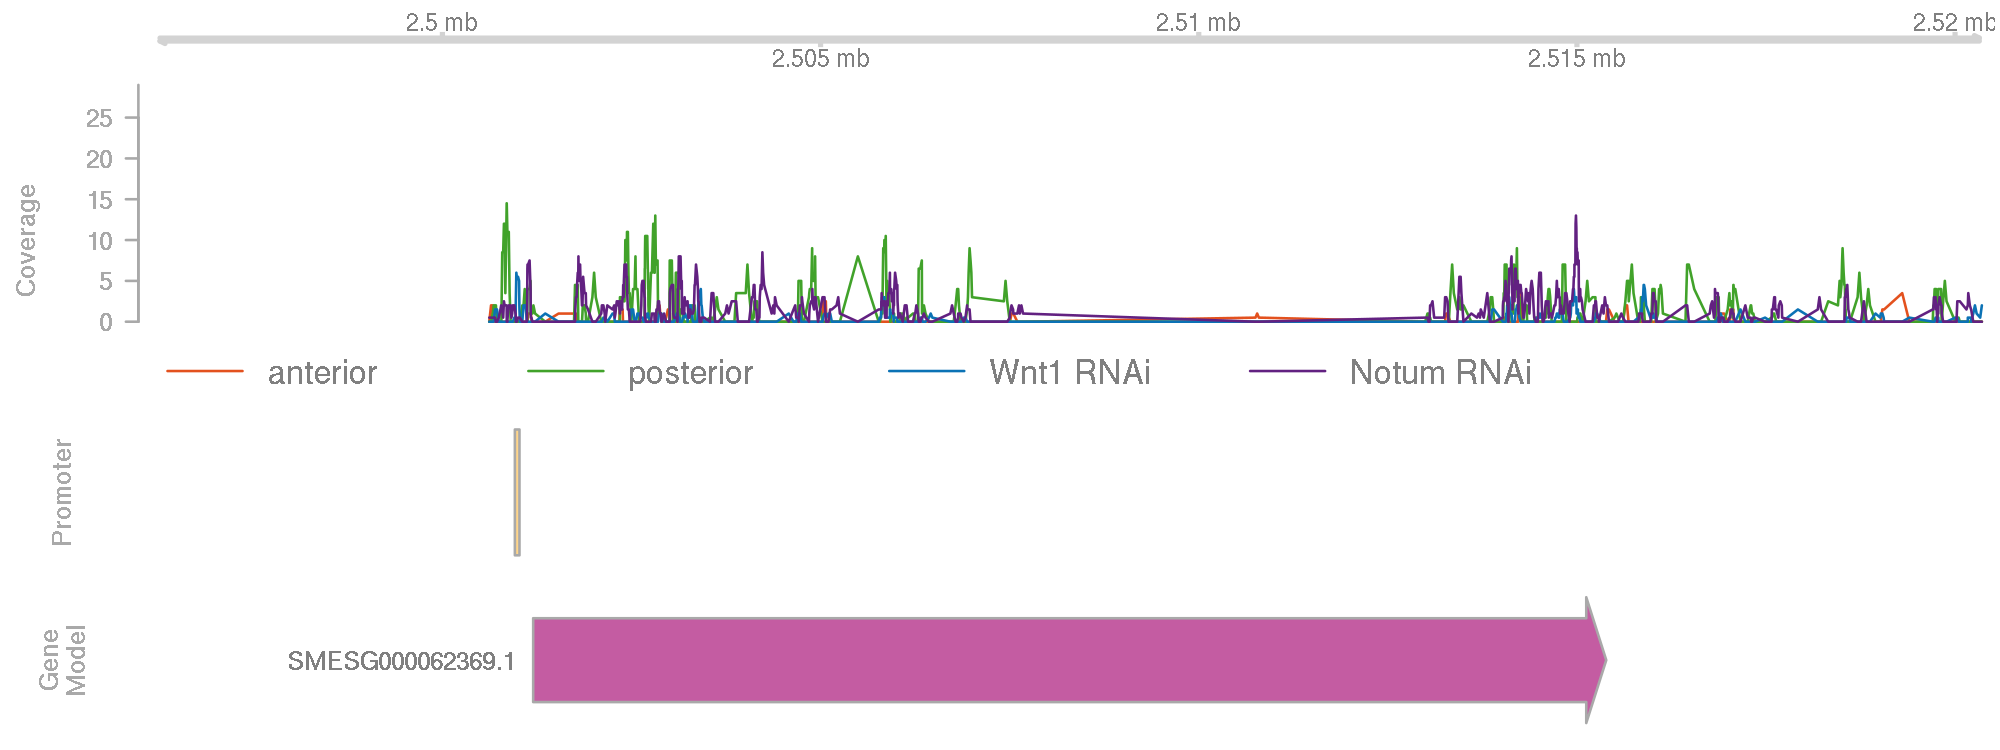 2.5 mb
2.51 mb
2.52 mb
2.505 mb
2.515 mb
Coverage
25
20
15
10
5
0
anterior
posterior
Wnt1 RNAi
Notum RNAi
Promoter
Gene
Model
SMESG000062369.1